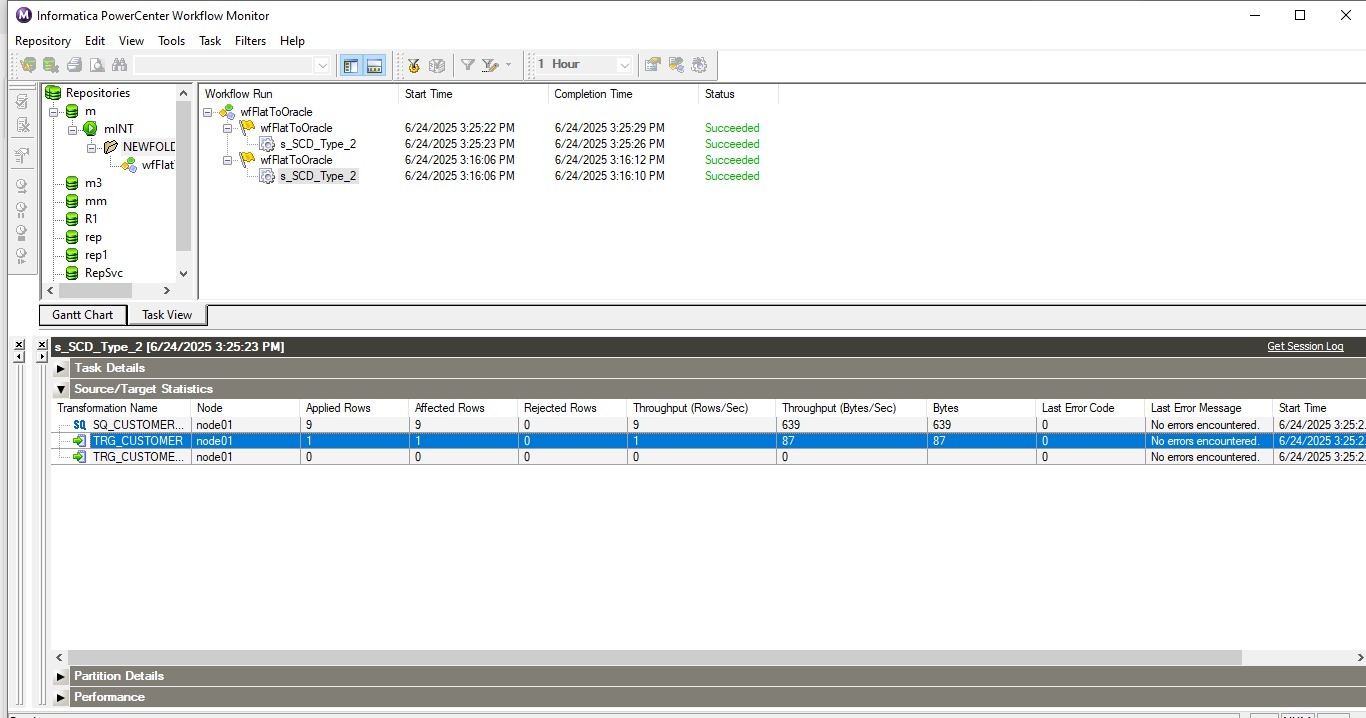 Informatica PowerCenter Workflow Monitor
Repository Edit View Tools Task Filters Help
1 Hour
Repositories
m
mINT
NEWFOLD
wfFlat
m3
mm
R1
rep
rep1
RepSvc
Workflow Run Start Time Completion Time Status
wfFlatToOracle
wfFlatToOracle 6/24/2025 3:25:22 PM 6/24/2025 3:25:29 PM Succeeded
s_SCD_Type_2 6/24/2025 3:25:23 PM 6/24/2025 3:25:26 PM Succeeded
wfFlatToOracle 6/24/2025 3:16:06 PM 6/24/2025 3:16:12 PM Succeeded
s_SCD_Type_2 6/24/2025 3:16:06 PM 6/24/2025 3:16:10 PM Succeeded
Gantt Chart Task View
s_SCD_Type_2 [6/24/2025 3:25:23 PM] Get Session Log
Task Details
Source/Target Statistics
Transformation Name Node Applied Rows Affected Rows Rejected Rows Throughput (Rows/Sec) Throughput (Bytes/Sec) Bytes Last Error Code Last Error Message Start Time
SQ SQ_CUSTOMER... node01 9 9 0 9 639 639 0 No errors encountered. 6/24/2025 3:25:2
TRG_CUSTOMER node01 1 1 0 1 87 87 0 No errors encountered. 6/24/2025 3:25:2
TRG_CUSTOME... node01 0 0 0 0 0 0 No errors encountered. 6/24/2025 3:25:2
Partition Details
Performance